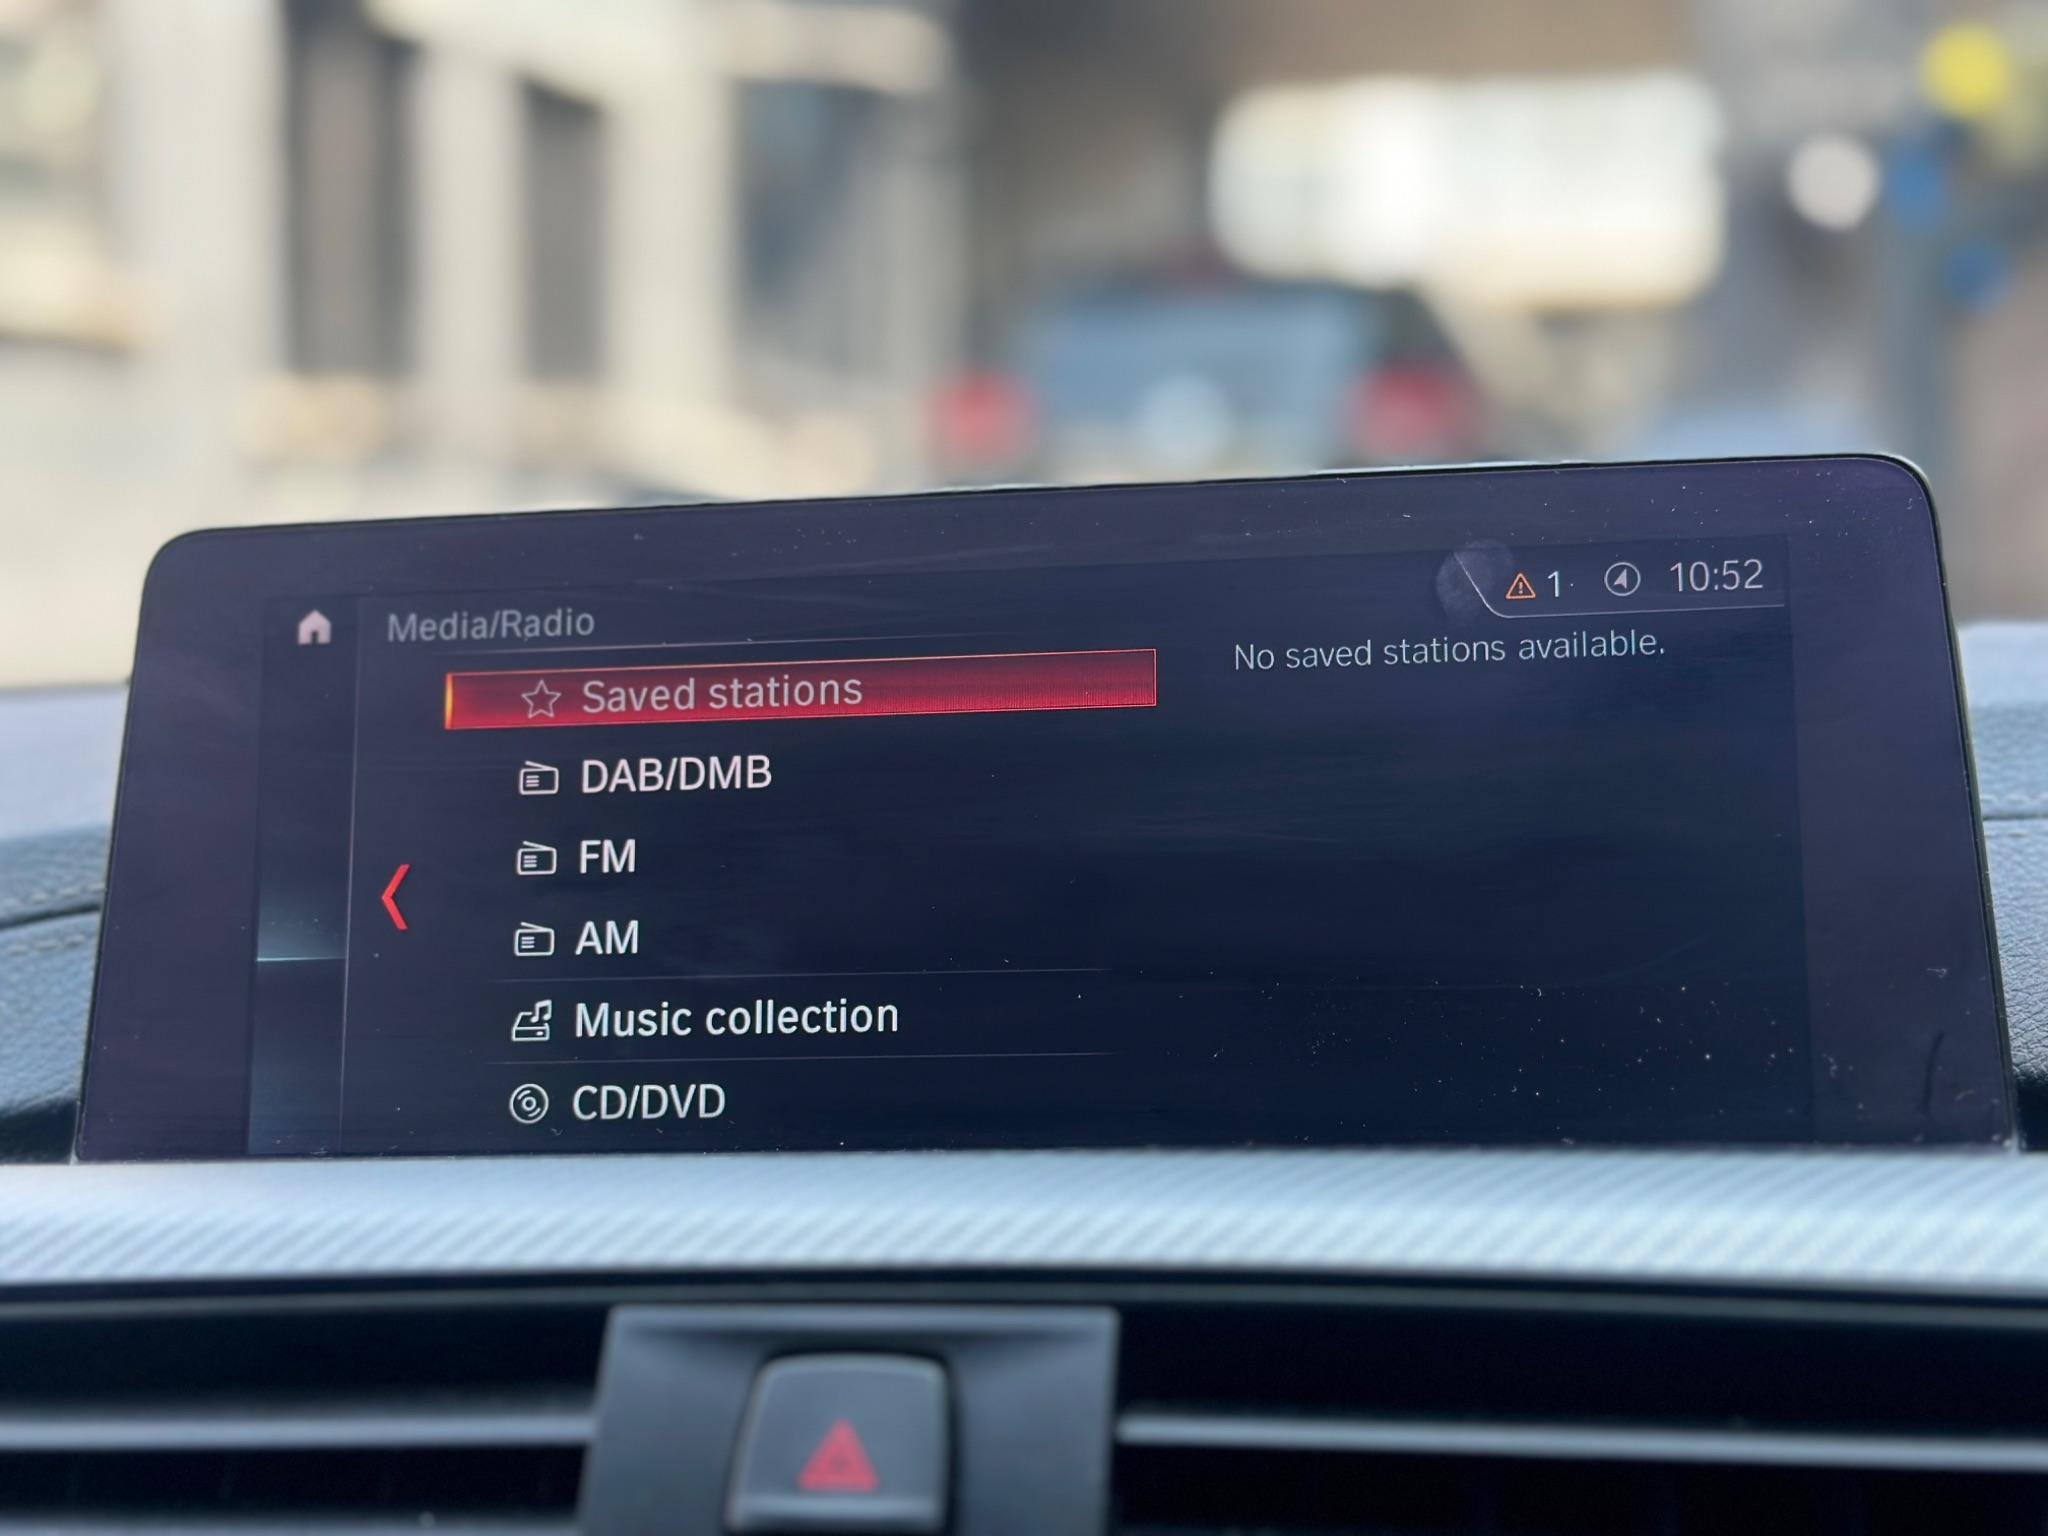 Media/Radio
1
10:52
Saved stations
No saved stations available.
DAB/DMB
FM
AM
Music collection
CD/DVD